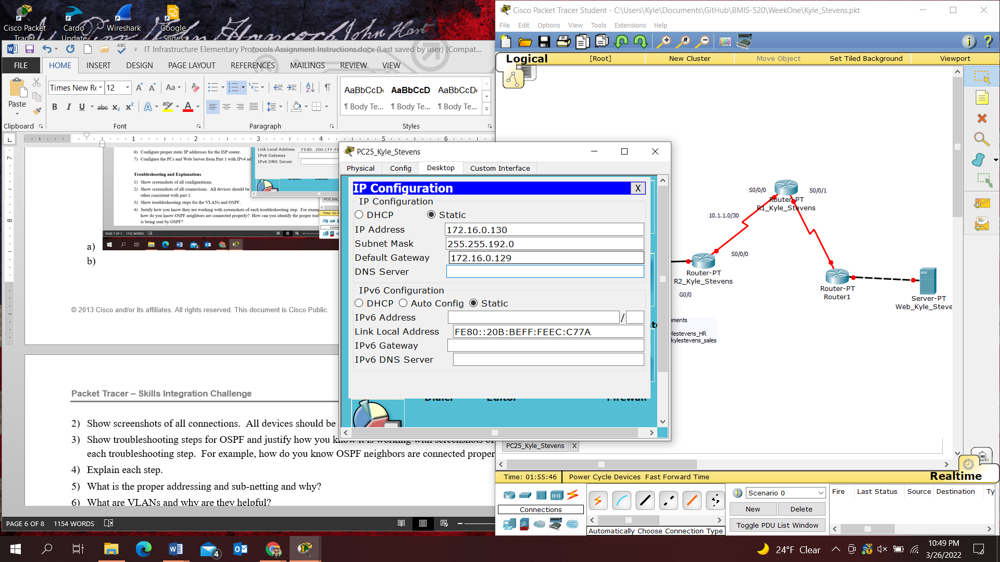 Cisco Packet Tracer
Cardo Update
Wireshark
Google Slides
IT Infrastructure Elementary Protocols Assignment Instructions.docx (Last saved by user) [Compat...
FILE HOME INSERT DESIGN PAGE LAYOUT REFERENCES MAILINGS REVIEW VIEW
Times New Ro 12
Paste
AaBbCcDc AaBbCcD AaBbCcDc
¶ Body Te... ¶ Body Te... ¶ Body Te...
Clipboard Font Paragraph Styles
1 2 3 4 5 6
7
8
6) Configure proper static IP addresses for the ISP router.
7) Configure the PCs and Web Server from Part 1 with IPv4 ad
Link Local Address FE80::200:CFF:FE
IPv6 Gateway
IPv6 DNS Server
Troubleshooting and Explanations
1) Show screenshots of all configurations.
2) Show screenshots of all connections. All devices should be
other consistent with part 1.
3) Show troubleshooting steps for the VLANs and OSPF.
4) Justify how you know they are working with screenshots of each troubleshooting step. For examp
how do you know OSPF neighbors are connected properly? How can you identify the proper traf
is being sent by OSPF?
PAGE 7 OF 7 1152 WORDS
a)
b)
© 2013 Cisco and/or its affiliates. All rights reserved. This document is Cisco Public.
Packet Tracer – Skills Integration Challenge
2) Show screenshots of all connections. All devices should be
3) Show troubleshooting steps for OSPF and justify how you know it is working with screenshots of
each troubleshooting step. For example, how do you know OSPF neighbors are connected proper
4) Explain each step.
5) What is the proper addressing and sub-netting and why?
6) What are VLANs and why are they helpful?
PAGE 6 OF 8 1154 WORDS
PC25_Kyle_Stevens
Physical Config Desktop Custom Interface
IP Configuration X
IP Configuration
DHCP Static
IP Address 172.16.0.130
Subnet Mask 255.255.192.0
Default Gateway 172.16.0.129
DNS Server
IPv6 Configuration
DHCP Auto Config Static
IPv6 Address /
Link Local Address FE80::20B:BEFF:FEEC:C77A
IPv6 Gateway
IPv6 DNS Server
Dialer Editor Firewall
Cisco Packet Tracer Student - C:\Users\Kyle\Documents\GitHub\BMIS-520\WeekOne\Kyle_Stevens.pkt
File Edit Options View Tools Extensions Help
Logical [Root] New Cluster Move Object Set Tiled Background Viewport
S0/0/0
S0/0/1
Router-PT
R1_Kyle_Stevens
10.1.1.0/30
S0/0/0
Router-PT
R2_Kyle_Stevens
G0/0
Router-PT
Router1
Server-PT
Web_Kyle_Steve
ments
ylestevens_HR
kylestevens_sales
PC25_Kyle_Stevens X
Time: 01:55:46 Power Cycle Devices Fast Forward Time
Realtime
Connections
Automatically Choose Connection Type
Scenario 0
New Delete
Toggle PDU List Window
Fire Last Status Source Destination Ty
4
24°F Clear
10:49 PM
3/26/2022